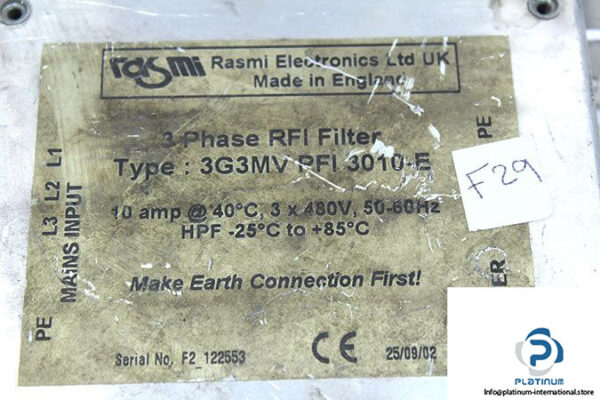 rasmi
Rasmi Electronics Ltd UK
Made in England
3 Phase RFI Filter
Type : 3G3MV PFI 3010-E
10 amp @ 40°C, 3 x 480V, 50-60Hz
HPF -25°C to +85°C
Make Earth Connection First!
Serial No. F2_122553
CE
25/09/02
PE
MAINS INPUT
L3 L2 L1
PE
F29
PLATINUM
info@platinum-international.store